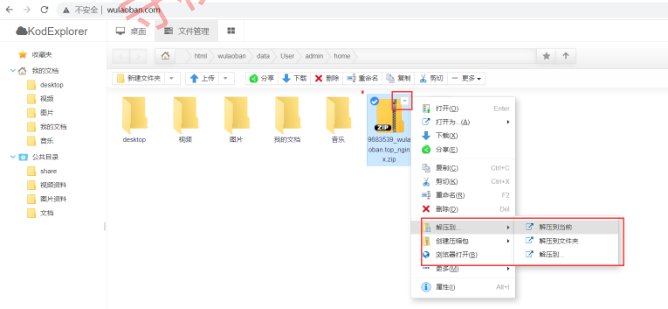 不安全 | wulaoban.com
KodExplorer
桌面
文件管理
收藏夹
我的文档
desktop
视频
图片
我的文档
音乐
公共目录
share
视频资料
图片资料
文档
html
wulaoban
data
User
admin
home
新建文件夹
上传
分享
下载
删除
重命名
复制
剪切
更多
desktop
视频
图片
我的文档
音乐
ZIP
9683539_wulaoban.top_nginx.zip
打开(O) Enter
打开为.. (A)
下载(X)
分享(E)
复制(C) Ctrl+C
剪切(K) Ctrl+X
重命名(R) F2
删除(D) Del
解压到...
创建压缩包
浏览器打开(B)
更多(M)
属性(I) Alt+I
解压到当前
解压到文件夹
解压到...